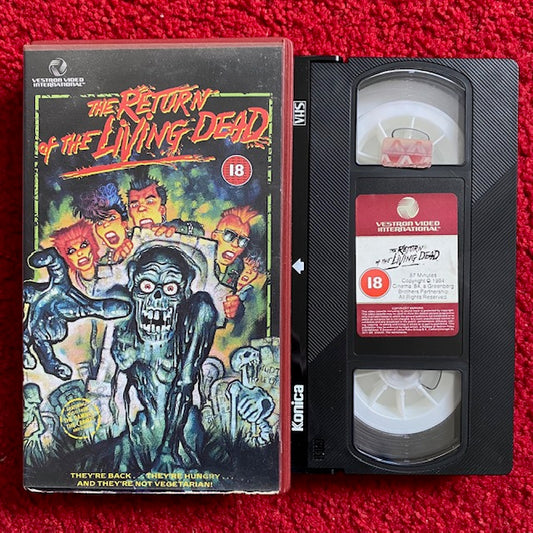 VESTRON VIDEO
INTERNATIONAL
THE RETURN
of THE LIVING DEAD
18
THEY'RE BACK . . . THEY'RE HUNGRY . . .
AND THEY'RE NOT VEGETARIAN!
VHS
Konica
VESTRON VIDEO
INTERNATIONAL
THE RETURN
of THE LIVING DEAD
18
87 Minutes
Copyright © 1984
Cinema '84, a Greenberg
Brothers Partnership
All Rights Reserved.